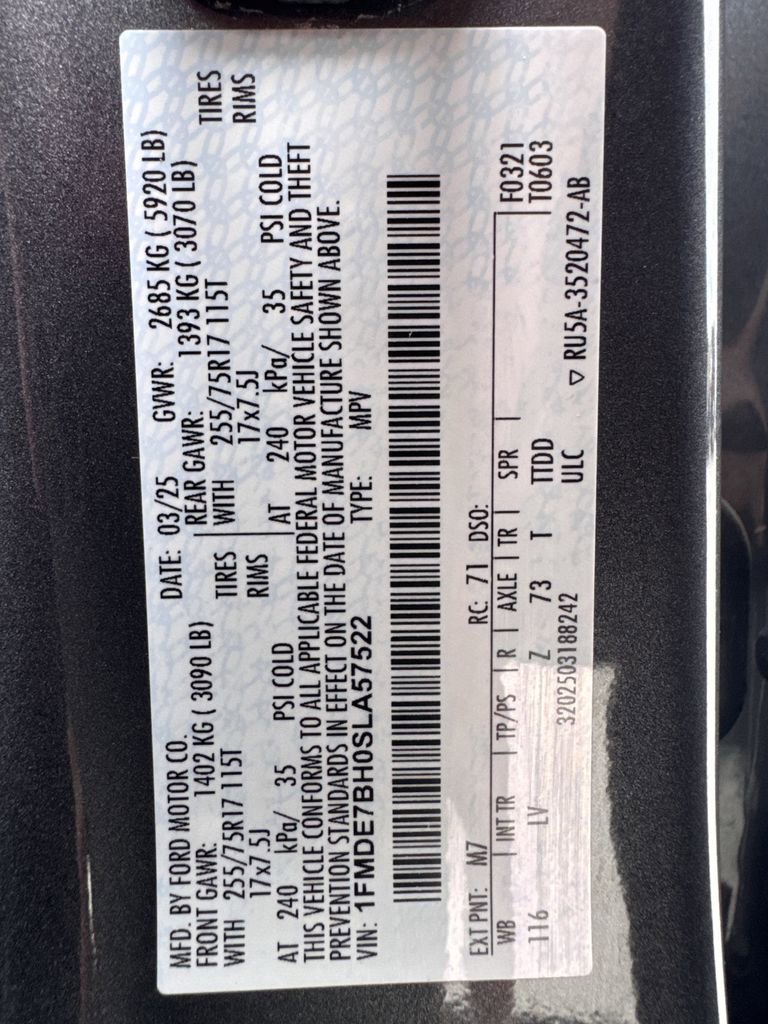 MFD. BY FORD MOTOR CO. DATE: 03/25 GVWR: 2685 KG ( 5920 LB)
FRONT GAWR: 1402 KG ( 3090 LB) REAR GAWR: 1393 KG ( 3070 LB)
WITH 255/75R17 115T TIRES WITH 255/75R17 115T TIRES
17x7.5J RIMS 17x7.5J RIMS
AT 240 kPa/ 35 PSI COLD AT 240 kPa/ 35 PSI COLD
THIS VEHICLE CONFORMS TO ALL APPLICABLE FEDERAL MOTOR VEHICLE SAFETY AND THEFT
PREVENTION STANDARDS IN EFFECT ON THE DATE OF MANUFACTURE SHOWN ABOVE.
VIN: 1FMDE7BH0SLA57522 TYPE: MPV
EXT PNT: M7 RC: 71 DSO:
WB INT TR TP/PS R AXLE TR SPR F0321
T0603
116 LV Z 73 T TTDD
ULC
3202503188242 ▽ RU5A-3520472-AB